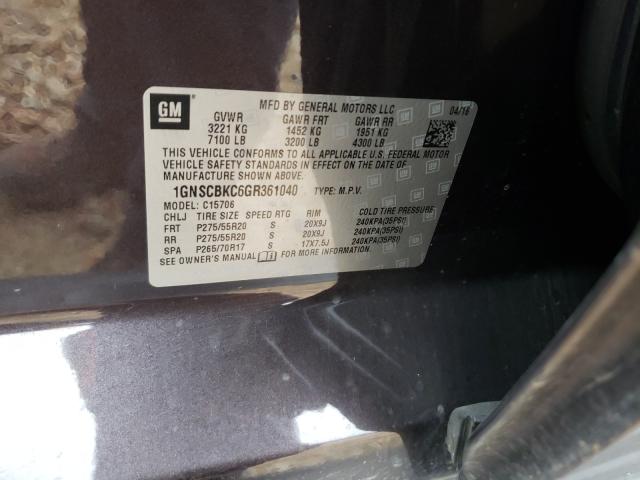 GM
MFD BY GENERAL MOTORS LLC 04/16
GVWR GAWR FRT GAWR RR
3221 KG 1452 KG 1951 KG
7100 LB 3200 LB 4300 LB
THIS VEHICLE CONFORMS TO ALL APPLICABLE U.S. FEDERAL MOTOR
VEHICLE SAFETY STANDARDS IN EFFECT ON THE DATE OF
MANUFACTURE SHOWN ABOVE.
1GNSCBKC6GR361040 TYPE: M.P.V.
MODEL: C15706
CHLJ TIRE SIZE SPEED RTG RIM COLD TIRE PRESSURE
FRT P275/55R20 S 20X9J 240KPA(35PSI)
RR P275/55R20 S 20X9J 240KPA(35PSI)
SPA P265/70R17 S 17X7.5J 240KPA(35PSI)
SEE OWNER'S MANUAL FOR MORE INFORMATION.